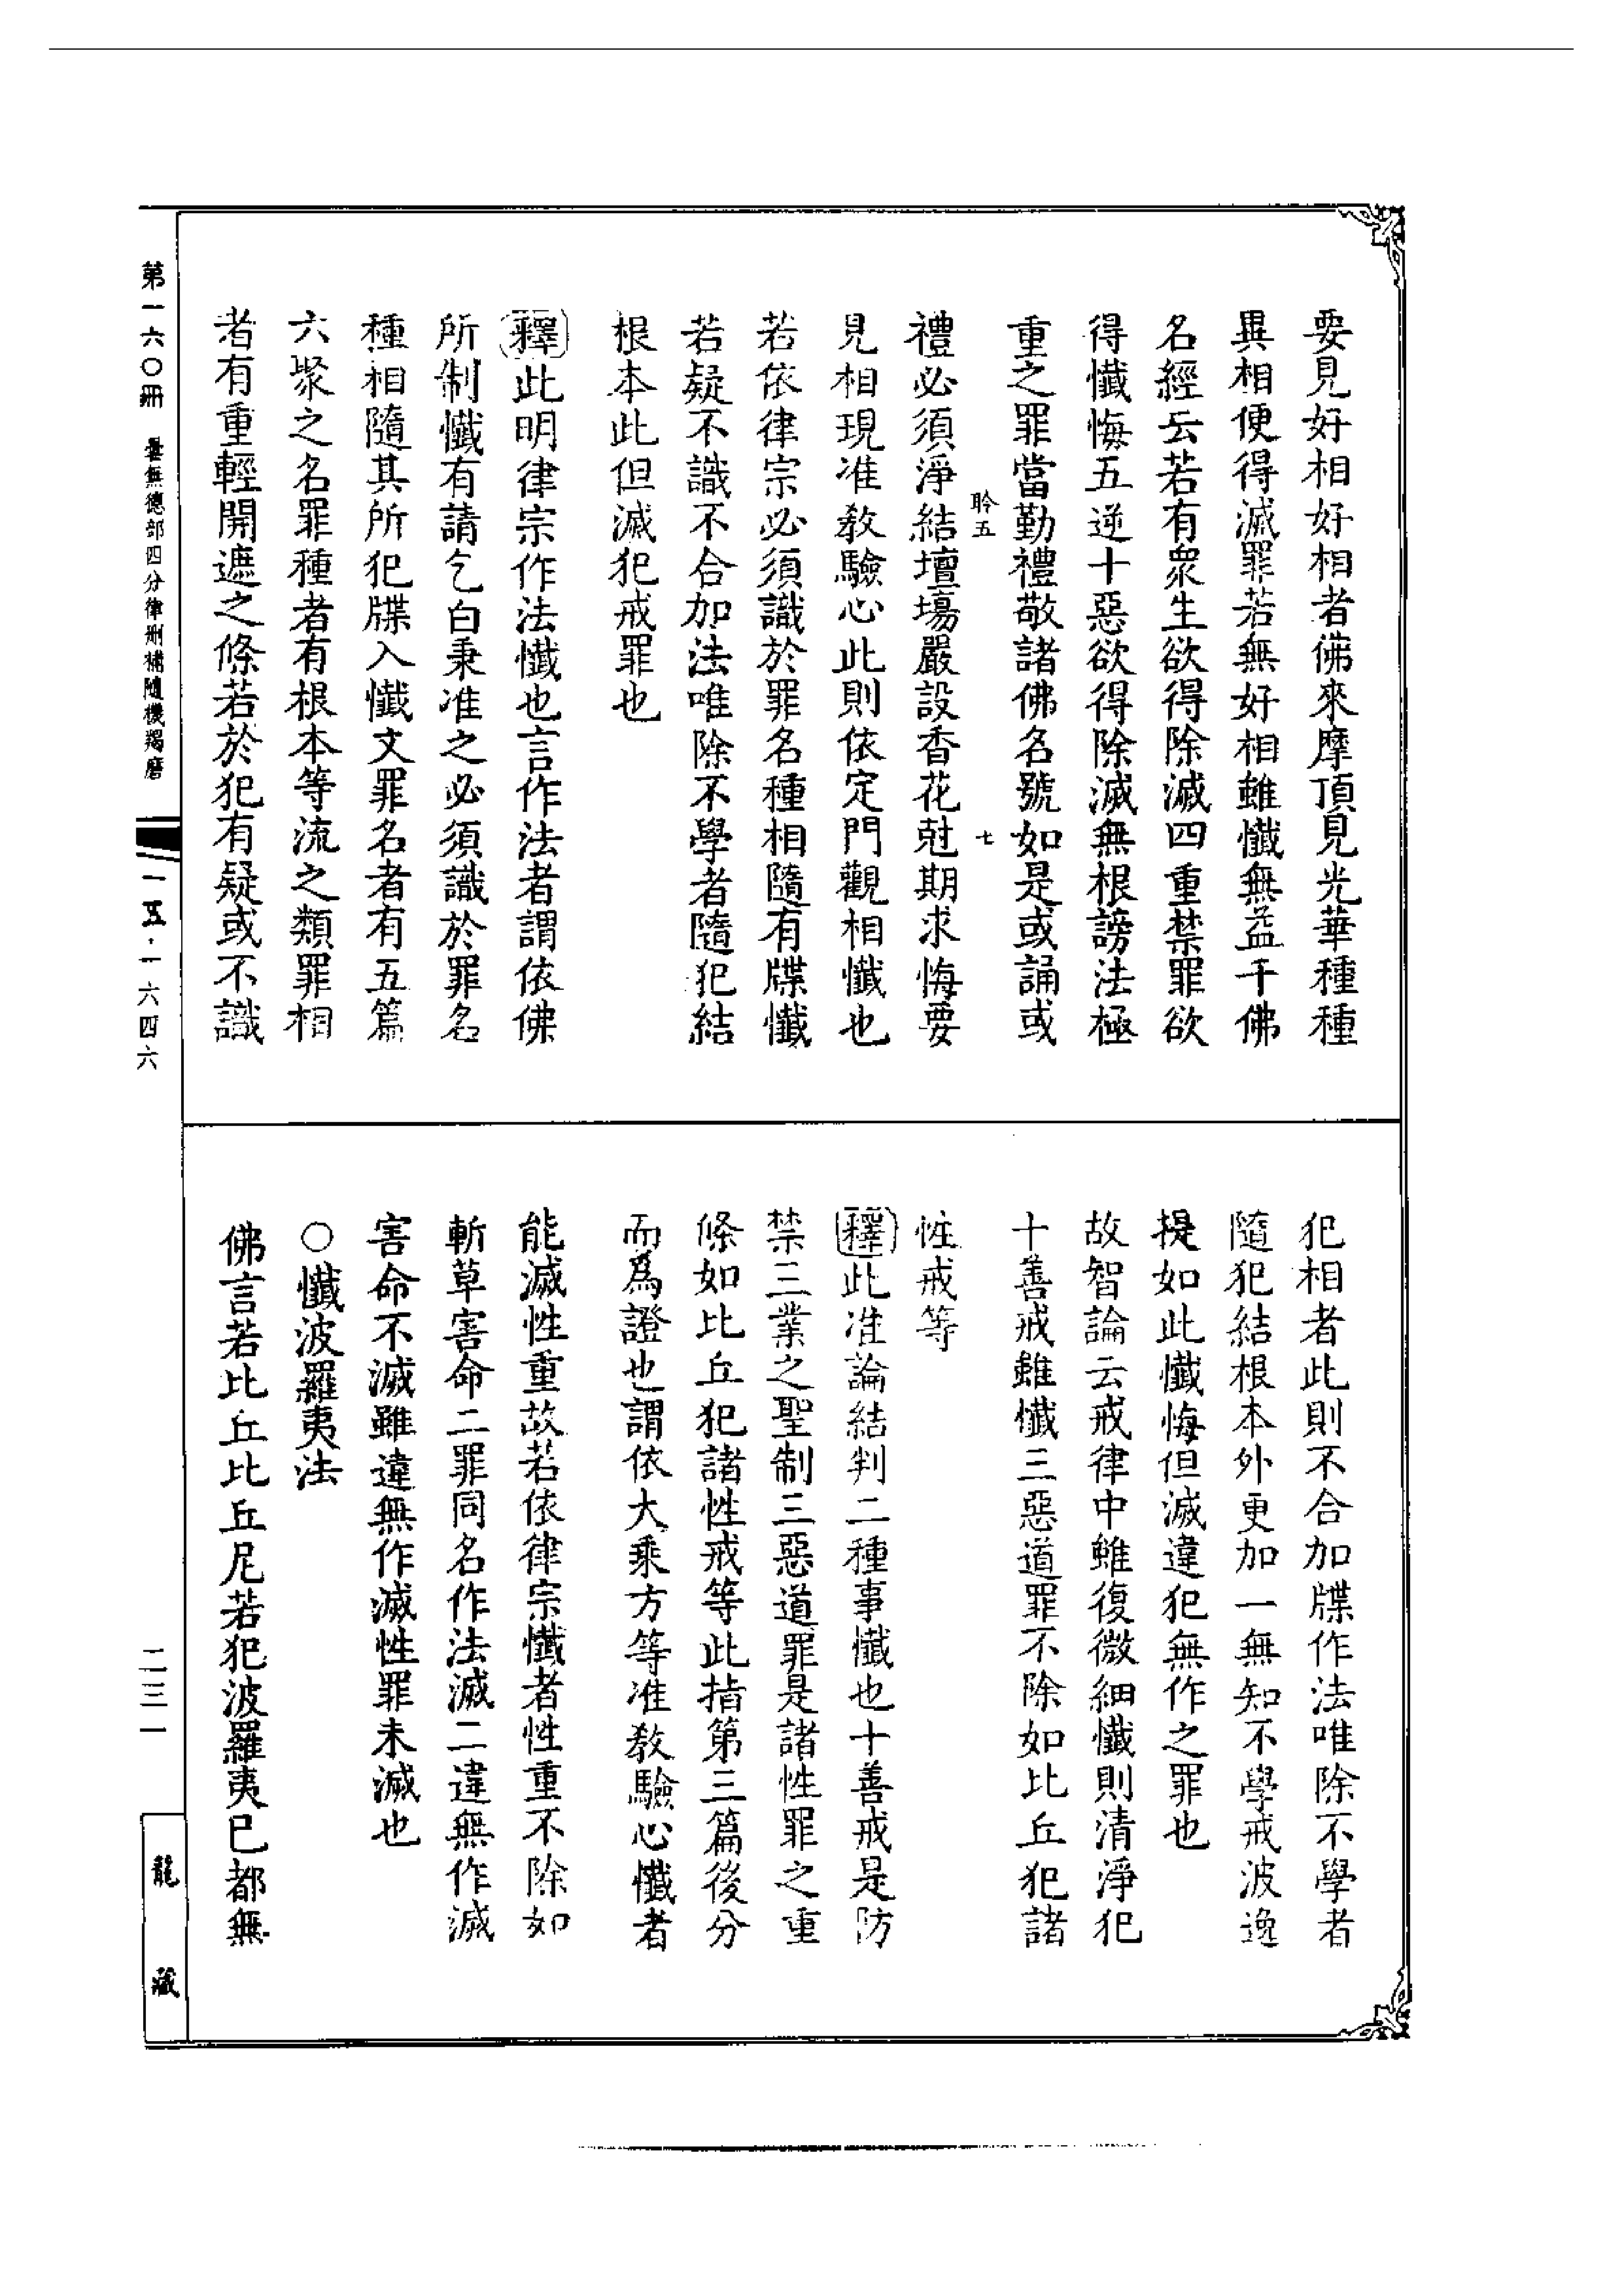 要見好相好相者佛來摩頂見光華種種
異相便得滅罪若無好相雖懺無益千佛
名經云若有衆生欲得除滅四重禁罪欲
得懺悔五逆十惡欲得除滅無根謗法極
重之罪當勤禮敬諸佛名號如是或誦或
聆五 七
禮必須淨結壇場嚴設香花尅期求悔要
見相現准教驗心此則依定門觀相懺也
若依律宗必須識於罪名種相隨有牒懺
若疑不識不合加法唯除不學者隨犯結
根本此但滅犯戒罪也
釋此明律宗作法懺也言作法者謂依佛
所制懺有請乞白秉准之必須識於罪名
種相隨其所犯牒入懺文罪名者有五篇
六聚之名罪種者有根本等流之類罪相
者有重輕開遮之條若於犯有疑或不識
犯相者此則不合加牒作法唯除不學者
隨犯結根本外更加一無知不學戒波逸
提如此懺悔但滅違犯無作之罪也
故智論云戒律中雖復微細懺則清淨犯
十善戒雖懺三惡道罪不除如比丘犯諸
性戒等
釋此准論結判二種事懺也十善戒是防
禁三業之聖制三惡道罪是諸性罪之重
條如比丘犯諸性戒等此指第三篇後分
而爲證也謂依大乘方等准教驗心懺者
能滅性重故若依律宗懺者性重不除如
斬草害命二罪同名作法滅二違無作滅
害命不滅雖違無作滅性罪未滅也
○懺波羅夷法
佛言若比丘比丘尼若犯波羅夷已都無
第一六〇冊 曇無德部四分律刪補隨機羯磨 一五·一六四六 二三一 龍藏